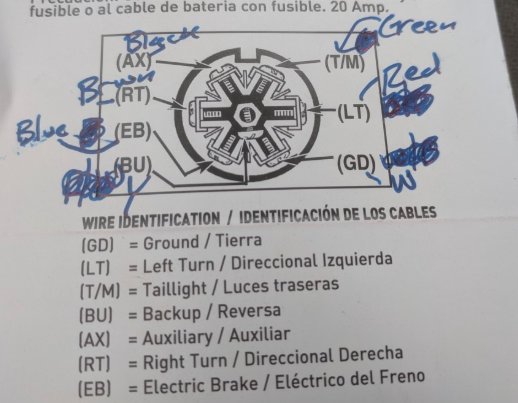 fusible o al cable de bateria con fusible. 20 Amp.
Black
Green
(AX)
(T/M)
Brown
Red
(RT)
(LT)
Blue
(EB)
(BU)
(GD)
W
WIRE IDENTIFICATION / IDENTIFICACIÓN DE LOS CABLES
(GD) = Ground / Tierra
(LT) = Left Turn / Direccional Izquierda
(T/M) = Taillight / Luces traseras
(BU) = Backup / Reversa
(AX) = Auxiliary / Auxiliar
(RT) = Right Turn / Direccional Derecha
(EB) = Electric Brake / Eléctrico del Freno